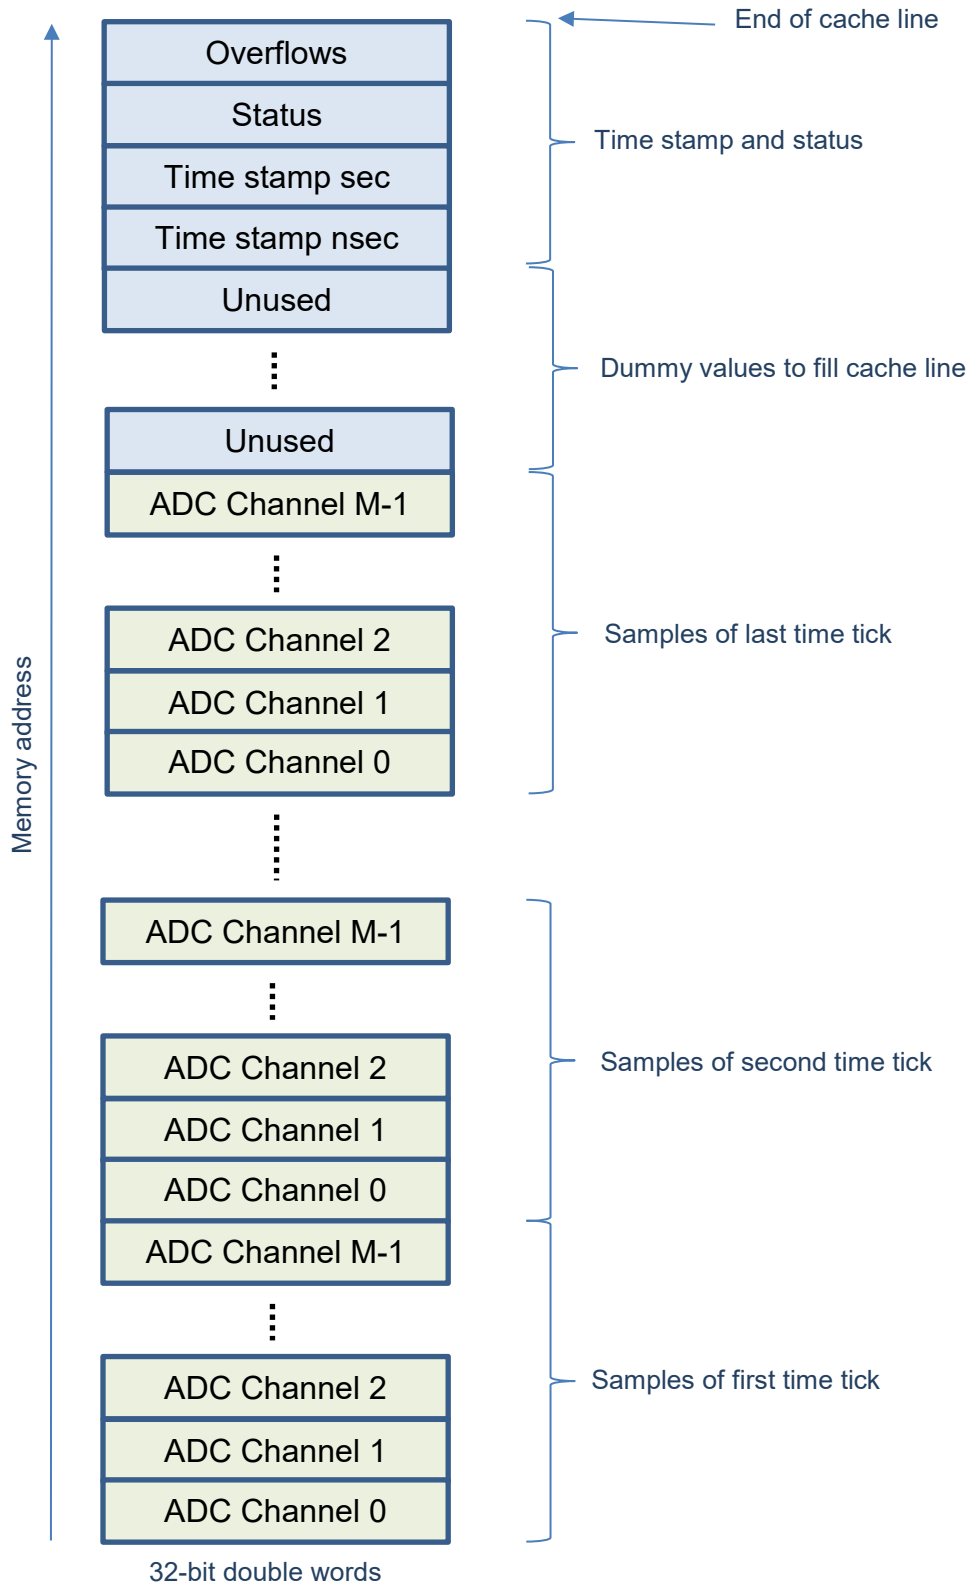 End of cache line
Overflows
Status
Time stamp and status
Time stamp sec
Time stamp nsec
Unused
Dummy values to fill cache line
Unused
ADC Channel M-1
ADC Channel 2
Samples of last time tick
ADC Channel 1
ADC Channel 0
Memory address
ADC Channel M-1
ADC Channel 2
Samples of second time tick
ADC Channel 1
ADC Channel 0
ADC Channel M-1
ADC Channel 2
Samples of first time tick
ADC Channel 1
ADC Channel 0
32-bit double words